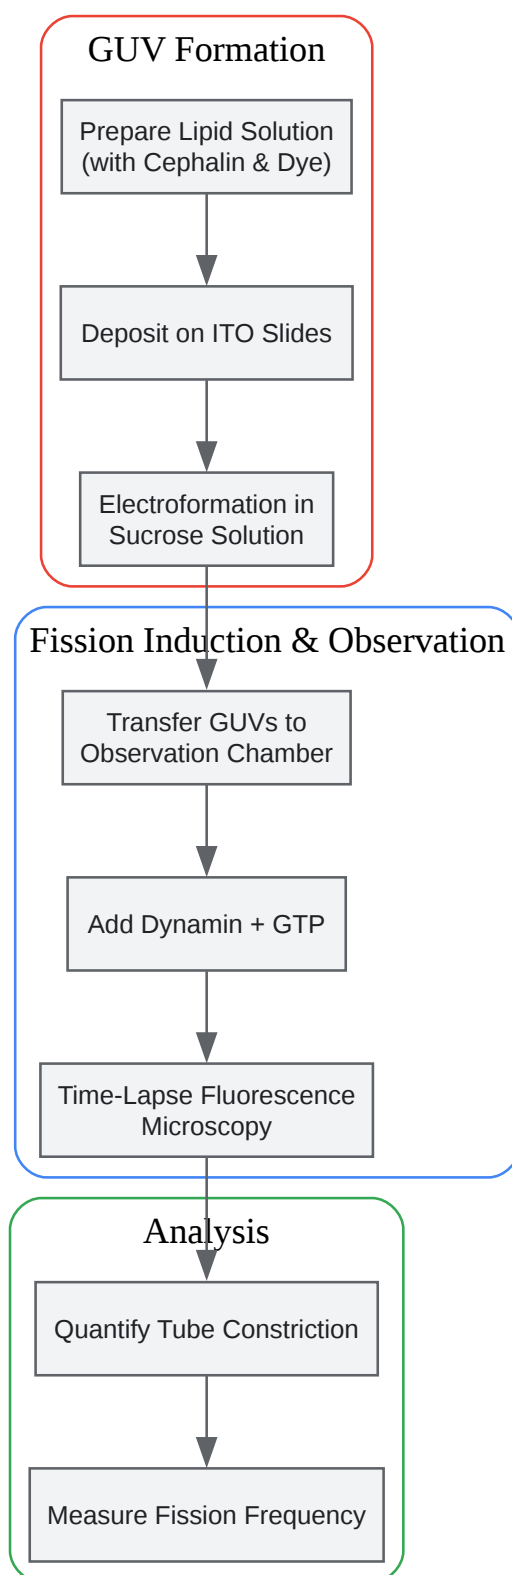 GUV Formation
Prepare Lipid Solution
(with Cephalin & Dye)
Deposit on ITO Slides
Electroformation in
Sucrose Solution
Fission Induction & Observation
Transfer GUVs to
Observation Chamber
Add Dynamin + GTP
Time-Lapse Fluorescence
Microscopy
Analysis
Quantify Tube Constriction
Measure Fission Frequency